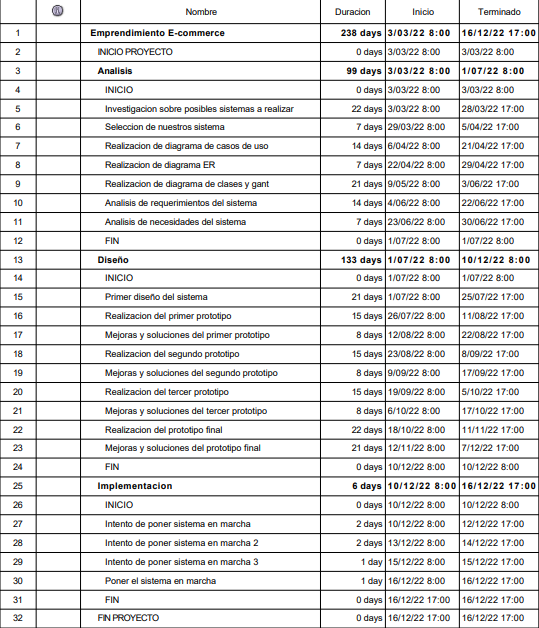 Nombre Duracion Inicio Terminado
1 Emprendimiento E-commerce 238 days 3/03/22 8:00 16/12/22 17:00
2 INICIO PROYECTO 0 days 3/03/22 8:00 3/03/22 8:00
3 Analisis 99 days 3/03/22 8:00 1/07/22 8:00
4 INICIO 0 days 3/03/22 8:00 3/03/22 8:00
5 Investigacion sobre posibles sistemas a realizar 22 days 3/03/22 8:00 28/03/22 17:00
6 Seleccion de nuestros sistema 7 days 29/03/22 8:00 5/04/22 17:00
7 Realizacion de diagrama de casos de uso 14 days 6/04/22 8:00 21/04/22 17:00
8 Realizacion de diagrama ER 7 days 22/04/22 8:00 29/04/22 17:00
9 Realizacion de diagrama de clases y gant 21 days 9/05/22 8:00 3/06/22 17:00
10 Analisis de requerimientos del sistema 14 days 4/06/22 8:00 22/06/22 17:00
11 Analisis de necesidades del sistema 7 days 23/06/22 8:00 30/06/22 17:00
12 FIN 0 days 1/07/22 8:00 1/07/22 8:00
13 Diseño 133 days 1/07/22 8:00 10/12/22 8:00
14 INICIO 0 days 1/07/22 8:00 1/07/22 8:00
15 Primer diseño del sistema 21 days 1/07/22 8:00 25/07/22 17:00
16 Realizacion del primer prototipo 15 days 26/07/22 8:00 11/08/22 17:00
17 Mejoras y soluciones del primer prototipo 8 days 12/08/22 8:00 22/08/22 17:00
18 Realizacion del segundo prototipo 15 days 23/08/22 8:00 8/09/22 17:00
19 Mejoras y soluciones del segundo prototipo 8 days 9/09/22 8:00 17/09/22 17:00
20 Realizacion del tercer prototipo 15 days 19/09/22 8:00 5/10/22 17:00
21 Mejoras y soluciones del tercer prototipo 8 days 6/10/22 8:00 17/10/22 17:00
22 Realizacion del prototipo final 22 days 18/10/22 8:00 11/11/22 17:00
23 Mejoras y soluciones del prototipo final 21 days 12/11/22 8:00 7/12/22 17:00
24 FIN 0 days 10/12/22 8:00 10/12/22 8:00
25 Implementacion 6 days 10/12/22 8:00 16/12/22 17:00
26 INICIO 0 days 10/12/22 8:00 10/12/22 8:00
27 Intento de poner sistema en marcha 2 days 10/12/22 8:00 12/12/22 17:00
28 Intento de poner sistema en marcha 2 2 days 13/12/22 8:00 14/12/22 17:00
29 Intento de poner sistema en marcha 3 1 day 15/12/22 8:00 15/12/22 17:00
30 Poner el sistema en marcha 1 day 16/12/22 8:00 16/12/22 17:00
31 FIN 0 days 16/12/22 17:00 16/12/22 17:00
32 FIN PROYECTO 0 days 16/12/22 17:00 16/12/22 17:00